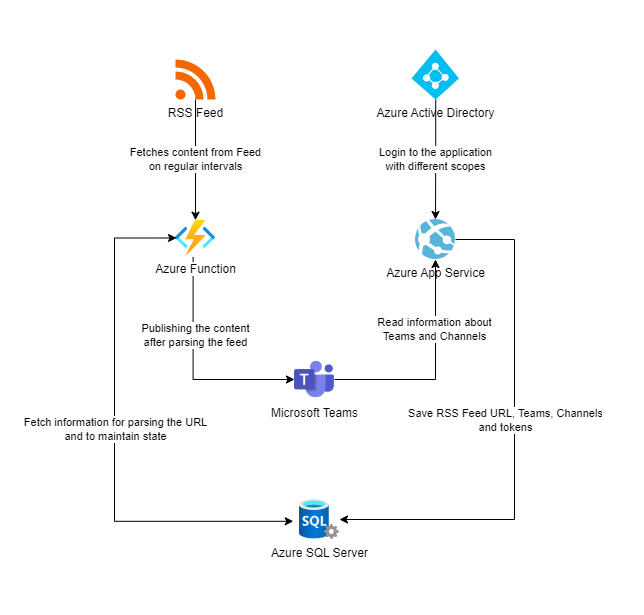 RSS Feed
Azure Active Directory
Fetches content from Feed
on regular intervals
Login to the application
with different scopes
Azure Function
Azure App Service
Publishing the content
after parsing the feed
Read information about
Teams and Channels
T
Microsoft Teams
Fetch information for parsing the URL
and to maintain state
Save RSS Feed URL, Teams, Channels
and tokens
SQL
Azure SQL Server